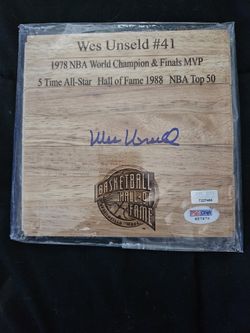 Wes Unseld #41
1978 NBA World Champion & Finals MVP
5 Time All-Star Hall of Fame 1988 NBA Top 50
Wes Unseld
BASKETBALL
HALL OF
FAME
PSA/DNA